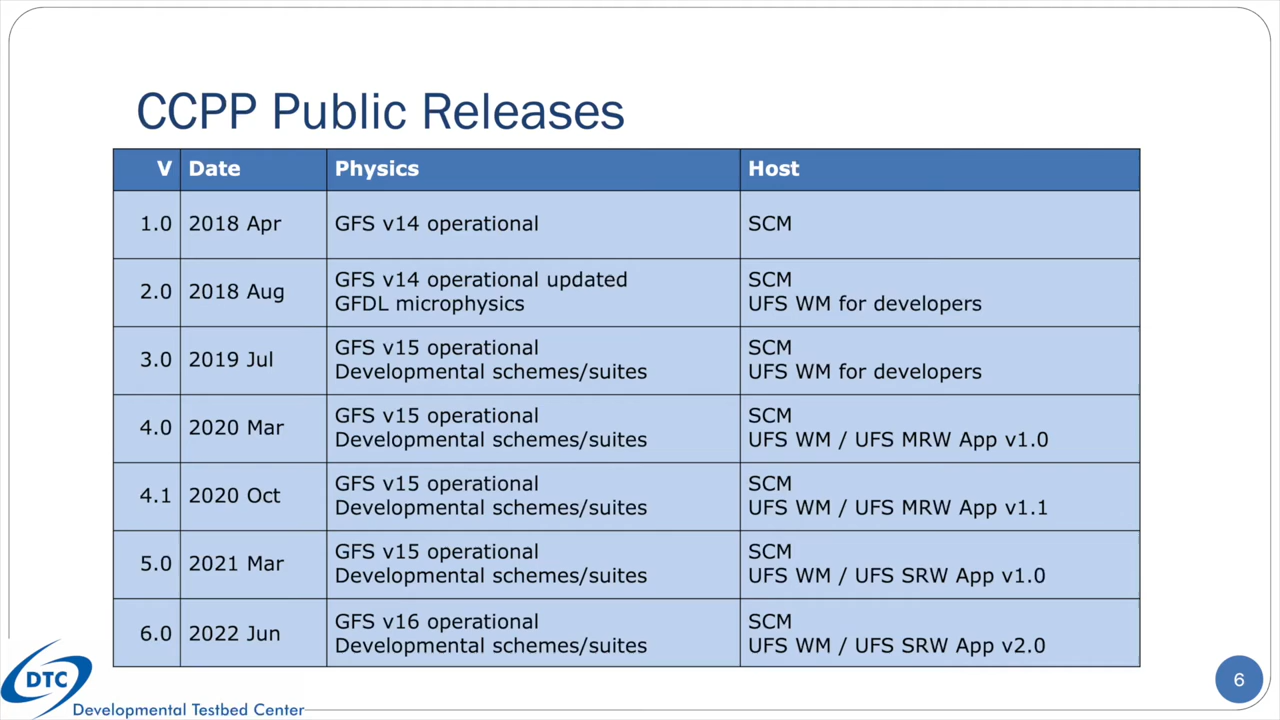 CCPP Public Releases
V Date Physics Host
1.0 2018 Apr GFS v14 operational SCM
2.0 2018 Aug GFS v14 operational updated
GFDL microphysics SCM
UFS WM for developers
3.0 2019 Jul GFS v15 operational
Developmental schemes/suites SCM
UFS WM for developers
4.0 2020 Mar GFS v15 operational
Developmental schemes/suites SCM
UFS WM / UFS MRW App v1.0
4.1 2020 Oct GFS v15 operational
Developmental schemes/suites SCM
UFS WM / UFS MRW App v1.1
5.0 2021 Mar GFS v15 operational
Developmental schemes/suites SCM
UFS WM / UFS SRW App v1.0
6.0 2022 Jun GFS v16 operational
Developmental schemes/suites SCM
UFS WM / UFS SRW App v2.0
DTC
Developmental Testbed Center
6